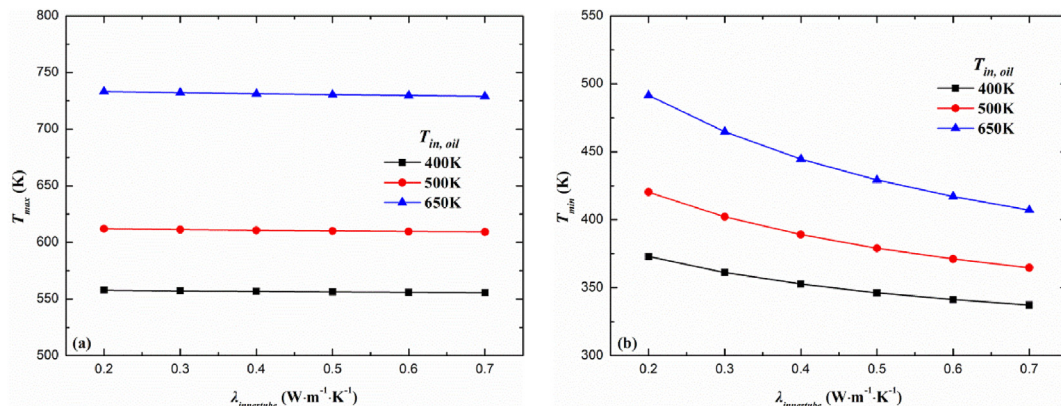 800
750
700
650
600
550
500
T_max (K)
T_in, oil
400K
500K
650K
(a)
0.2 0.3 0.4 0.5 0.6 0.7
λ_innertube (W·m⁻¹·K⁻¹)
550
500
450
400
350
300
T_min (K)
T_in, oil
400K
500K
650K
(b)
0.2 0.3 0.4 0.5 0.6 0.7
λ_innertube (W·m⁻¹·K⁻¹)